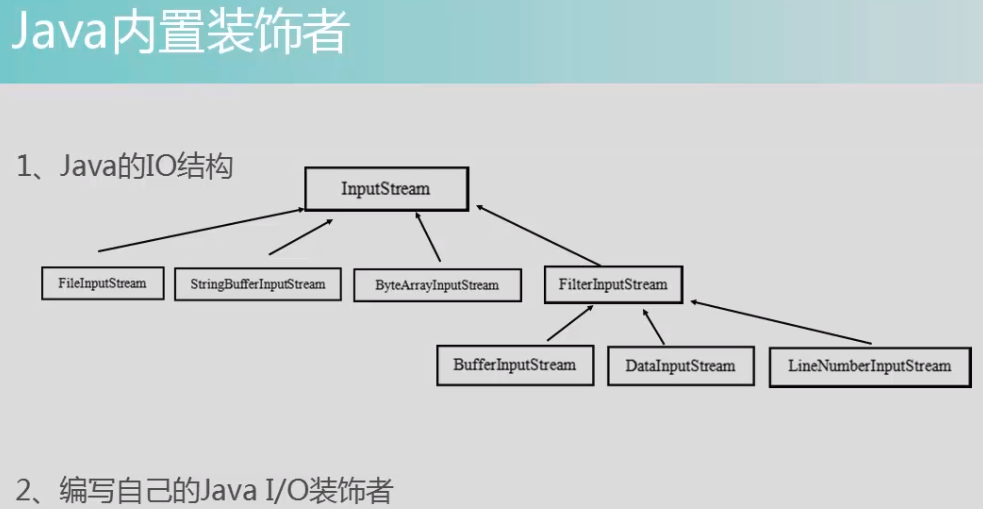 Java内置装饰者
1、Java的IO结构
InputStream
FileInputStream
StringBufferInputStream
ByteArrayInputStream
FilterInputStream
BufferInputStream
DataInputStream
LineNumberInputStream
2、编写自己的Java I/O装饰者